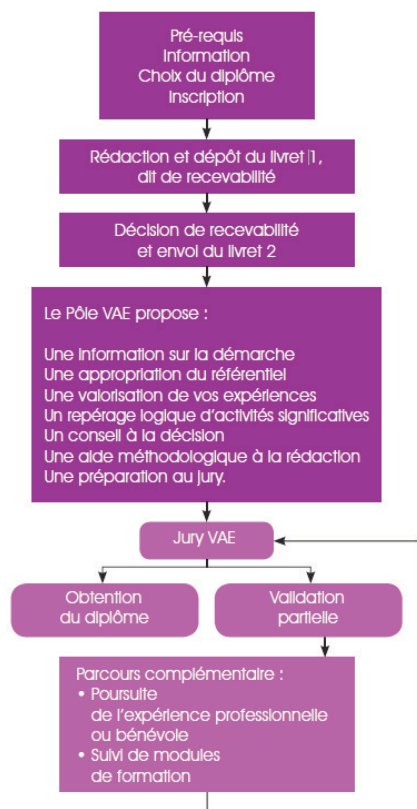 Pré-requis
Information
Choix du diplôme
Inscription
Rédaction et dépôt du livret 1,
dit de recevabilité
Décision de recevabilité
et envoi du livret 2
Le Pôle VAE propose :
Une information sur la démarche
Une appropriation du référentiel
Une valorisation de vos expériences
Un repérage logique d'activités significatives
Un conseil à la décision
Une aide méthodologique à la rédaction
Une préparation au jury.
Jury VAE
Obtention
du diplôme
Validation
partielle
Parcours complémentaire :
• Poursuite
de l'expérience professionnelle
ou bénévole
• Suivi de modules
de formation